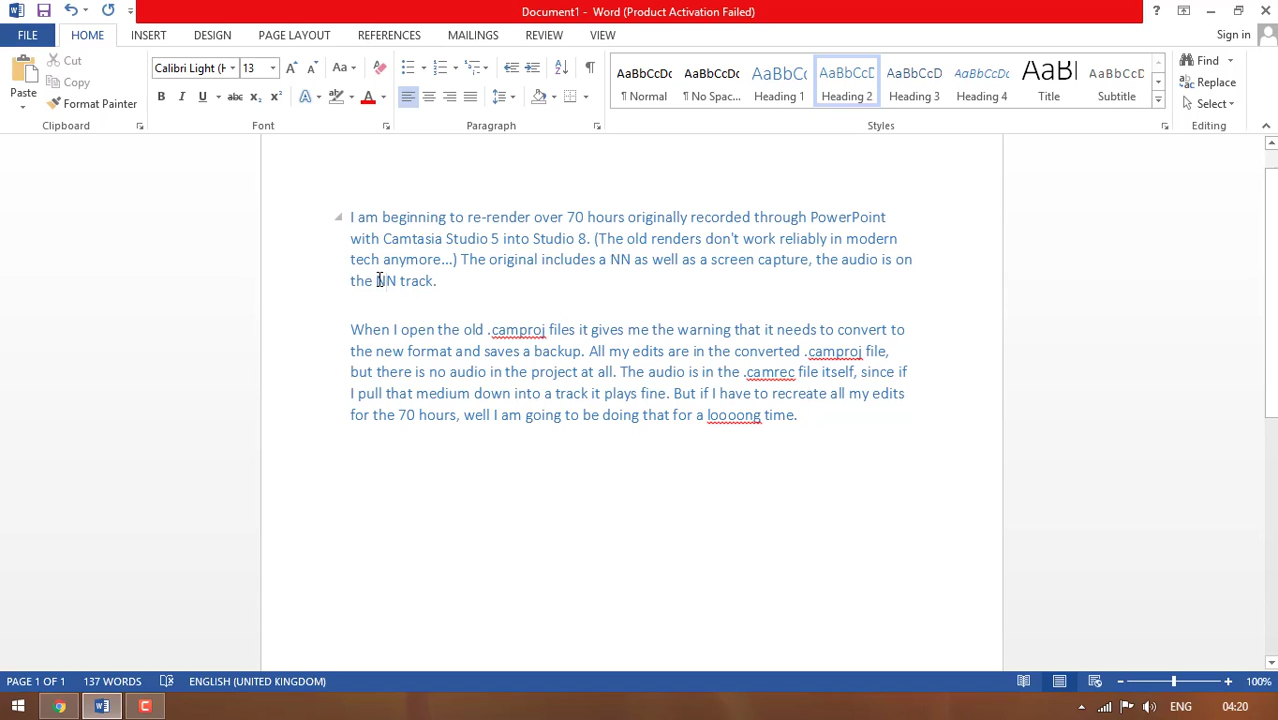 Document1 - Word (Product Activation Failed)
FILE HOME INSERT DESIGN PAGE LAYOUT REFERENCES MAILINGS REVIEW VIEW Sign in
Paste
Cut
Copy
Format Painter
Clipboard
Calibri Light (H 13
Font
Paragraph
AaBbCcDc AaBbCcDc AaBbCc AaBbCcD AaBbCcD AaBbCcDc AaBl AaBbCcD
¶ Normal ¶ No Spac... Heading 1 Heading 2 Heading 3 Heading 4 Title Subtitle
Styles
Find
Replace
Select
Editing
I am beginning to re-render over 70 hours originally recorded through PowerPoint
with Camtasia Studio 5 into Studio 8. (The old renders don't work reliably in modern
tech anymore...) The original includes a NN as well as a screen capture, the audio is on
the NN track.
When I open the old .camproj files it gives me the warning that it needs to convert to
the new format and saves a backup. All my edits are in the converted .camproj file,
but there is no audio in the project at all. The audio is in the .camrec file itself, since if
I pull that medium down into a track it plays fine. But if I have to recreate all my edits
for the 70 hours, well I am going to be doing that for a loooong time.
PAGE 1 OF 1 137 WORDS ENGLISH (UNITED KINGDOM) 100%
ENG 04:20